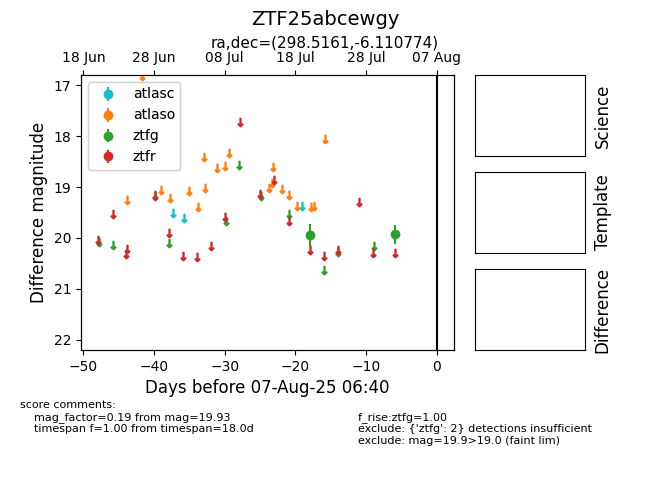 ZTF25abcewgy
ra,dec=(298.5161,-6.110774)
18 Jun 28 Jun 08 Jul 18 Jul 28 Jul 07 Aug
17
18
19
20
21
22
Difference magnitude
atlasc
atlaso
ztfg
ztfr
−50 −40 −30 −20 −10 0
Days before 07-Aug-25 06:40
Science
Template
Difference
score comments:
mag_factor=0.19 from mag=19.93
timespan f=1.00 from timespan=18.0d
f_rise:ztfg=1.00
exclude: {'ztfg': 2} detections insufficient
exclude: mag=19.9>19.0 (faint lim)